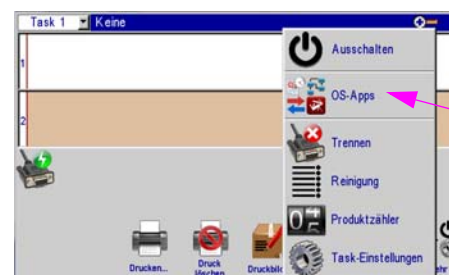 Task 1 Keine
Ausschalten
1
OS-Apps
2
Trennen
Reinigung
Produktzähler
Task-Einstellungen
Drucken...
Druck
löschen